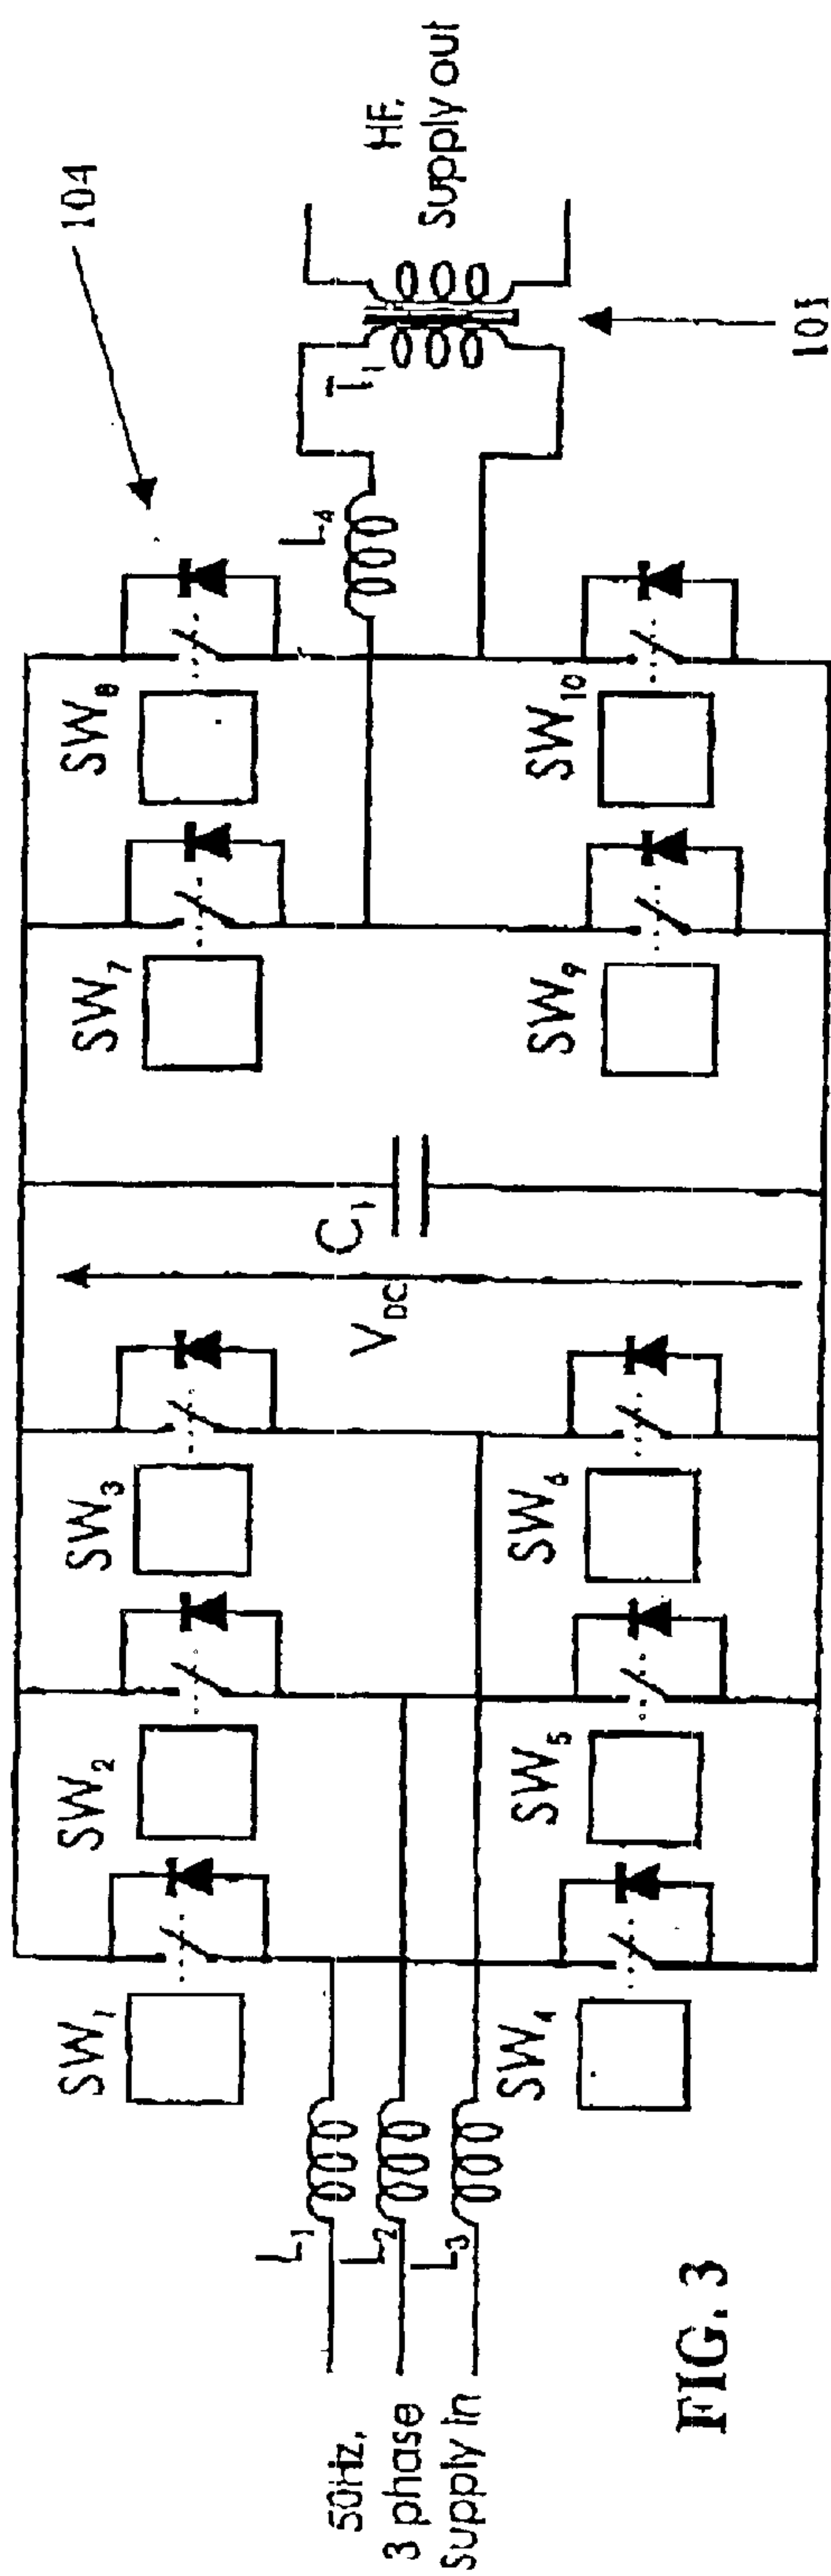 50Hz,
3 phase
Supply in
L1
L2
L3
SW1
SW2
SW3
SW4
SW5
SW6
VDC
C1
SW7
SW8
SW9
SW10
L4
T1
HF,
Supply out
104
101
FIG. 3